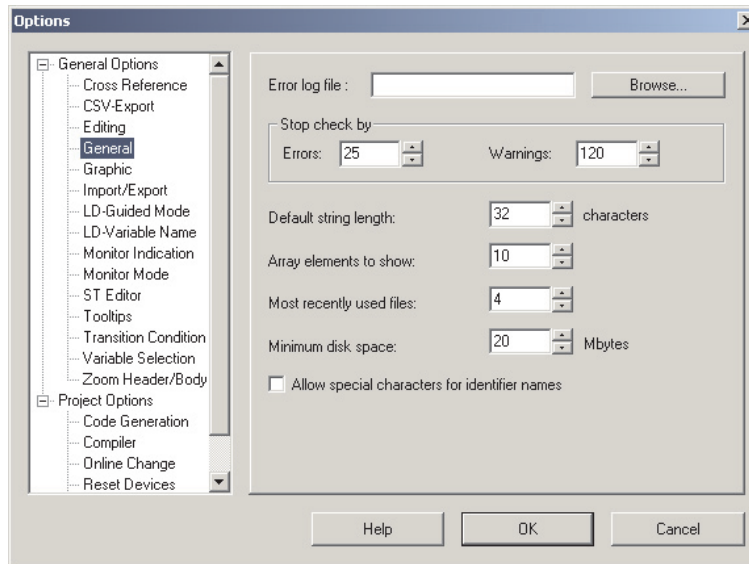 Options
General Options
Cross Reference
CSV-Export
Editing
General
Graphic
Import/Export
LD-Guided Mode
LD-Variable Name
Monitor Indication
Monitor Mode
ST Editor
Tooltips
Transition Condition
Variable Selection
Zoom Header/Body
Project Options
Code Generation
Compiler
Online Change
Reset Devices
Error log file : Browse...
Stop check by
Errors: 25 Warnings: 120
Default string length: 32 characters
Array elements to show: 10
Most recently used files: 4
Minimum disk space: 20 Mbytes
Allow special characters for identifier names
Help OK Cancel